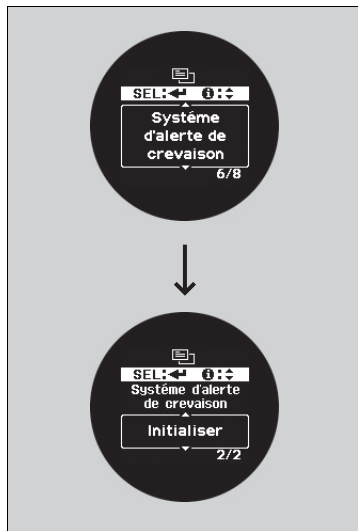 SEL:↵ i:⬍
Systéme
d'alerte de
crevaison
6/8
SEL:↵ i:⬍
Systéme d'alerte
de crevaison
Initialiser
2/2